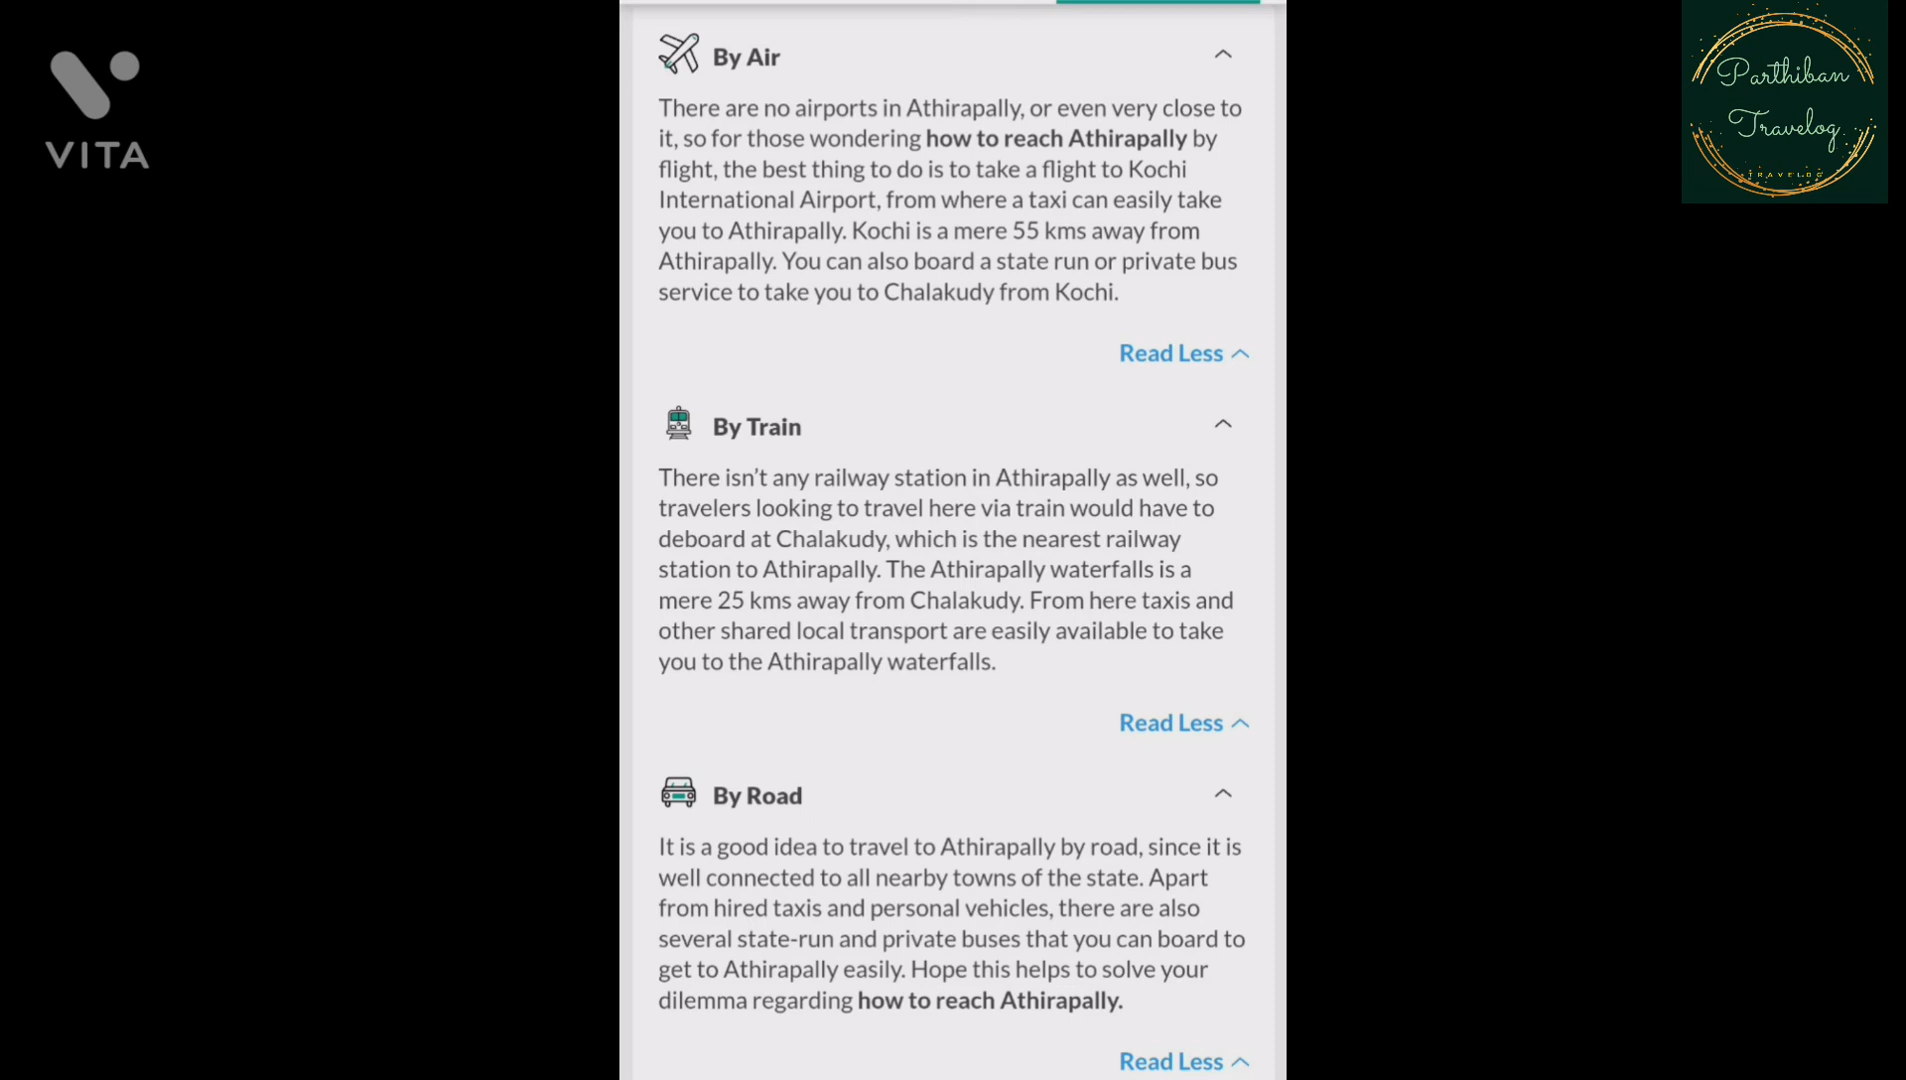 VITA
Parthiban
Travelog
TRAVELOG
By Air
There are no airports in Athirapally, or even very close to
it, so for those wondering how to reach Athirapally by
flight, the best thing to do is to take a flight to Kochi
International Airport, from where a taxi can easily take
you to Athirapally. Kochi is a mere 55 kms away from
Athirapally. You can also board a state run or private bus
service to take you to Chalakudy from Kochi.
Read Less
By Train
There isn’t any railway station in Athirapally as well, so
travelers looking to travel here via train would have to
deboard at Chalakudy, which is the nearest railway
station to Athirapally. The Athirapally waterfalls is a
mere 25 kms away from Chalakudy. From here taxis and
other shared local transport are easily available to take
you to the Athirapally waterfalls.
Read Less
By Road
It is a good idea to travel to Athirapally by road, since it is
well connected to all nearby towns of the state. Apart
from hired taxis and personal vehicles, there are also
several state-run and private buses that you can board to
get to Athirapally easily. Hope this helps to solve your
dilemma regarding how to reach Athirapally.
Read Less